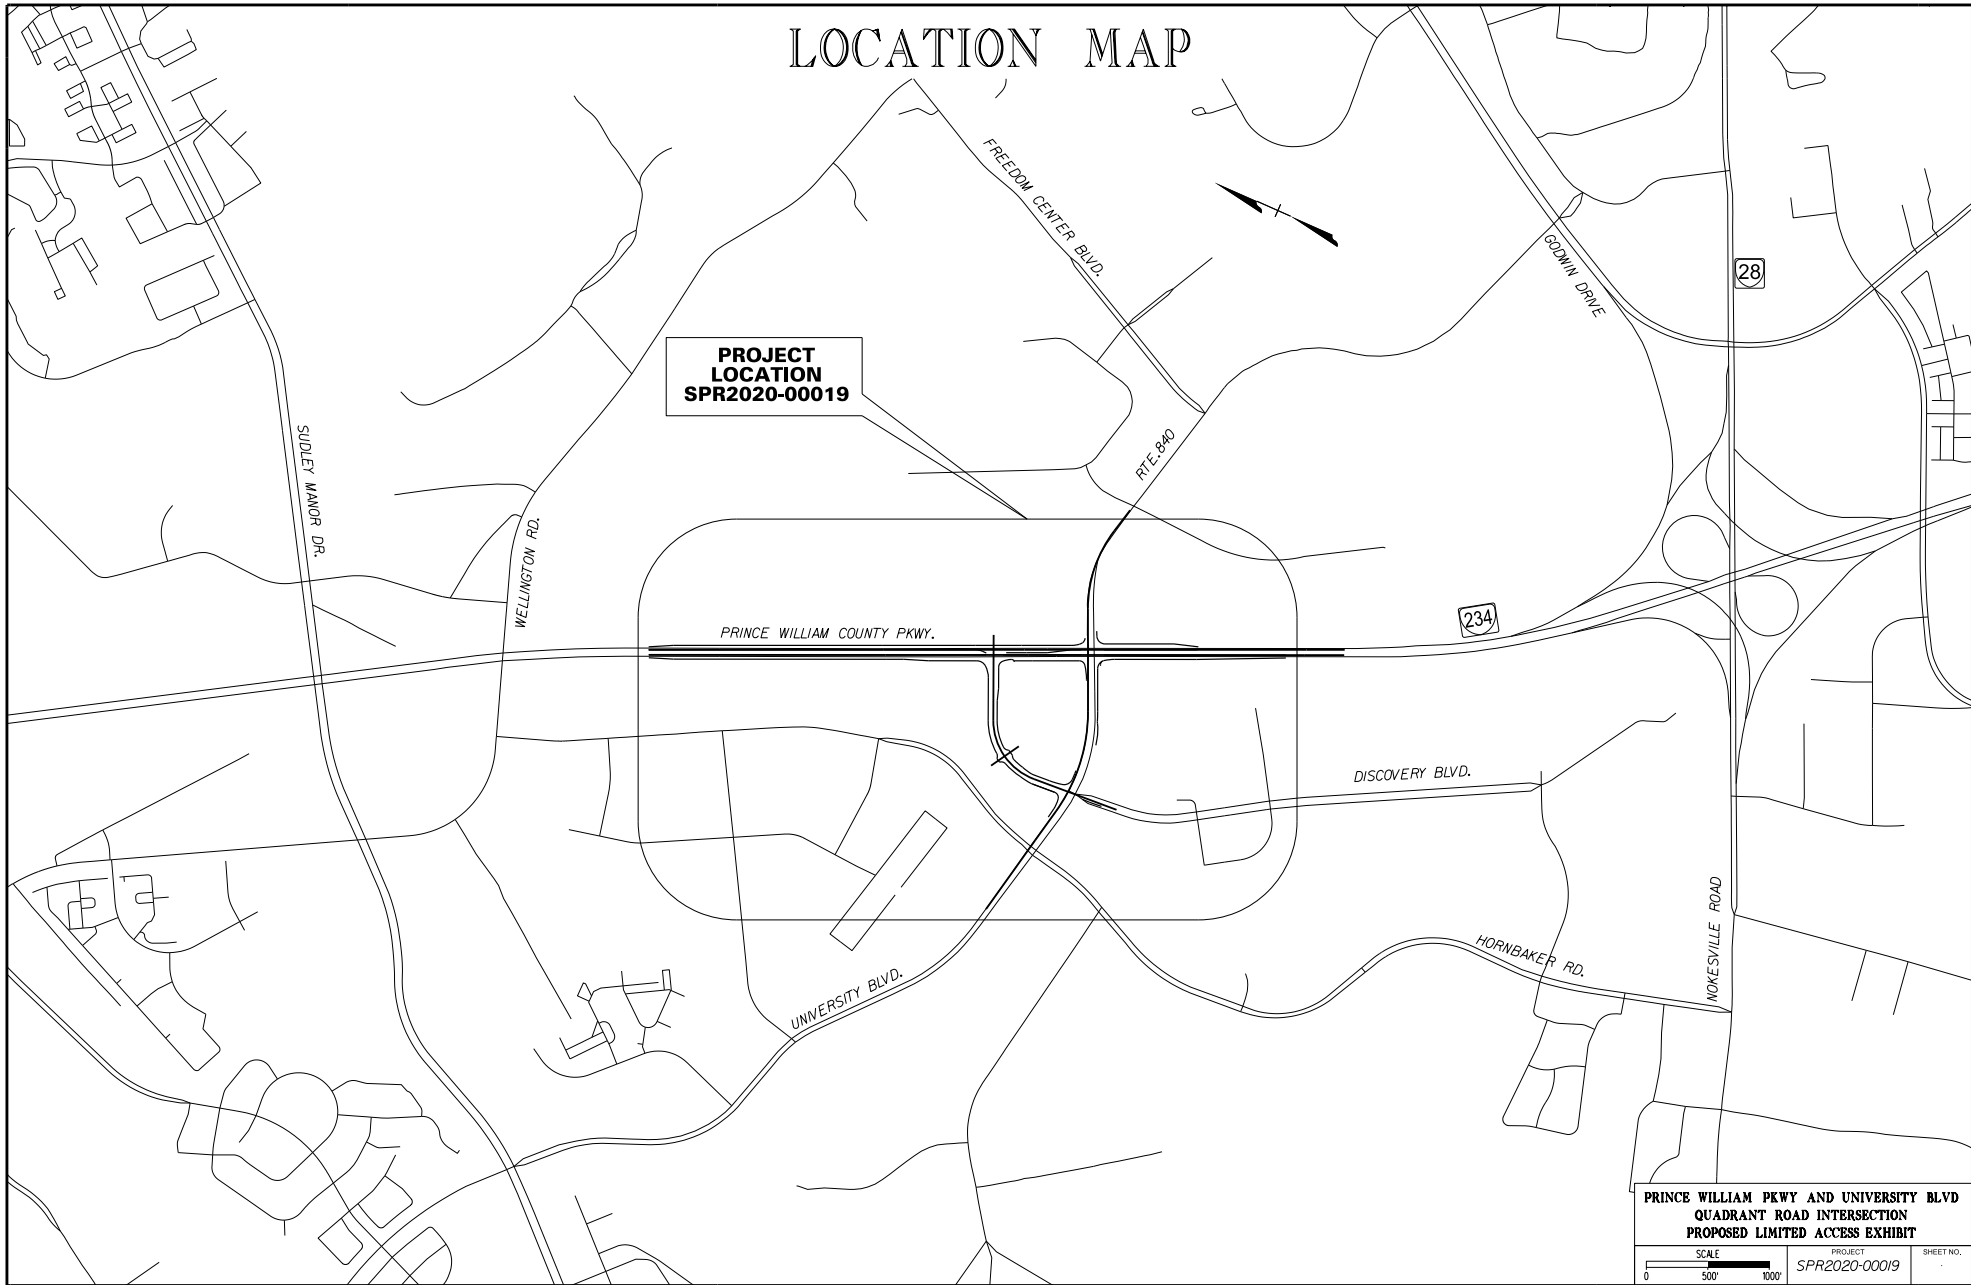 LOCATION MAP
FREEDOM CENTER BLVD.
GODWIN DRIVE
28
PROJECT
LOCATION
SPR2020-00019
SUDLEY MANOR DR.
RTE.840
WELLINGTON RD.
234
PRINCE WILLIAM COUNTY PKWY.
DISCOVERY BLVD.
NOKESVILLE ROAD
HORNBAKER RD.
UNIVERSITY BLVD.
PRINCE WILLIAM PKWY AND UNIVERSITY BLVD
QUADRANT ROAD INTERSECTION
PROPOSED LIMITED ACCESS EXHIBIT
SCALE
0 500' 1000'
PROJECT
SPR2020-00019
SHEET NO.